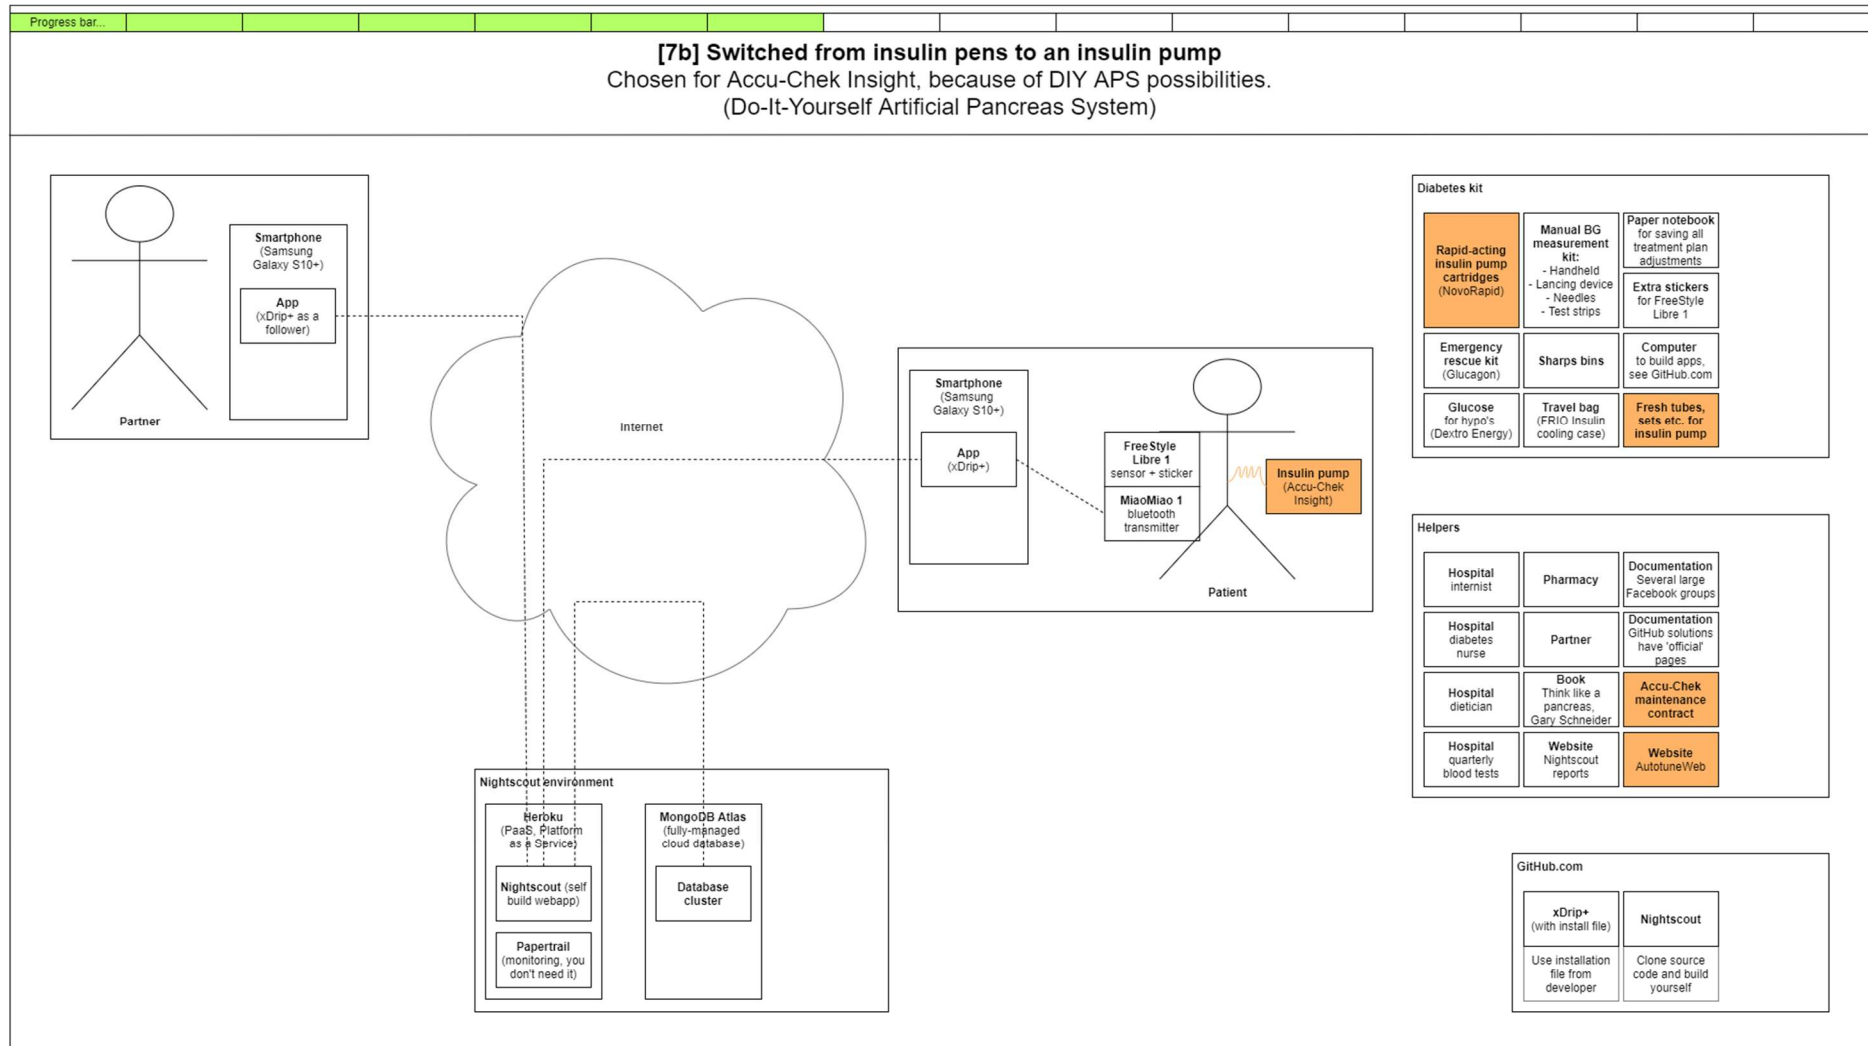 Progress bar...
[7b] Switched from insulin pens to an insulin pump
Chosen for Accu-Chek Insight, because of DIY APS possibilities.
(Do-It-Yourself Artificial Pancreas System)
Partner
Smartphone
(Samsung
Galaxy S10+)
App
(xDrip+ as a
follower)
Internet
Smartphone
(Samsung
Galaxy S10+)
App
(xDrip+)
FreeStyle
Libre 1
sensor + sticker
MiaoMiao 1
bluetooth
transmitter
Insulin pump
(Accu-Chek
Insight)
Patient
Nightscout environment
Heroku
(PaaS, Platform
as a Service)
Nightscout (self
build webapp)
Papertrail
(monitoring, you
don't need it)
MongoDB Atlas
(fully-managed
cloud database)
Database
cluster
Diabetes kit
Rapid-acting
insulin pump
cartridges
(NovoRapid)
Manual BG
measurement
kit:
- Handheld
- Lancing device
- Needles
- Test strips
Paper notebook
for saving all
treatment plan
adjustments
Extra stickers
for FreeStyle
Libre 1
Emergency
rescue kit
(Glucagon)
Sharps bins
Computer
to build apps,
see GitHub.com
Glucose
for hypo's
(Dextro Energy)
Travel bag
(FRIO Insulin
cooling case)
Fresh tubes,
sets etc. for
insulin pump
Helpers
Hospital
internist
Pharmacy
Documentation
Several large
Facebook groups
Hospital
diabetes
nurse
Partner
Documentation
GitHub solutions
have 'official'
pages
Hospital
dietician
Book
Think like a
pancreas,
Gary Schneider
Accu-Chek
maintenance
contract
Hospital
quarterly
blood tests
Website
Nightscout
reports
Website
AutotuneWeb
GitHub.com
xDrip+
(with install file)
Nightscout
Use installation
file from
developer
Clone source
code and build
yourself